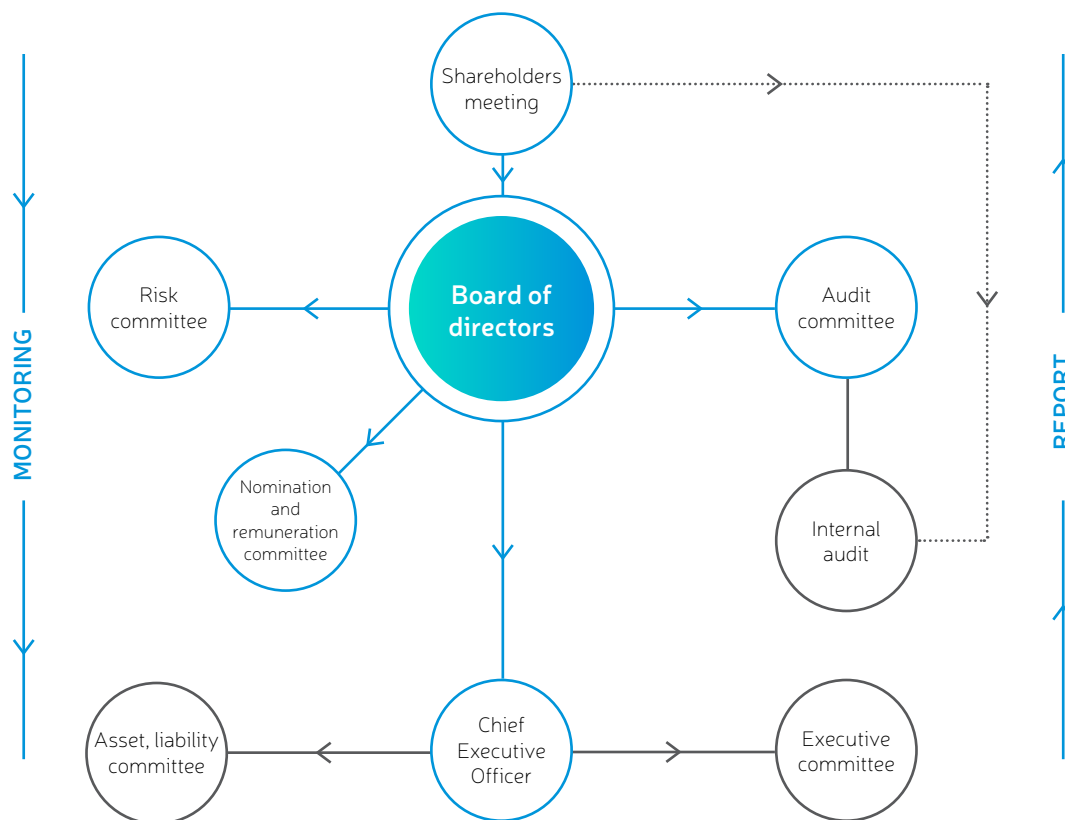 Shareholders
meeting
Risk
committee
Board of
directors
Audit
committee
MONITORING
REPORT
Nomination
and
remuneration
committee
Internal
audit
Asset, liability
committee
Chief
Executive
Officer
Executive
committee